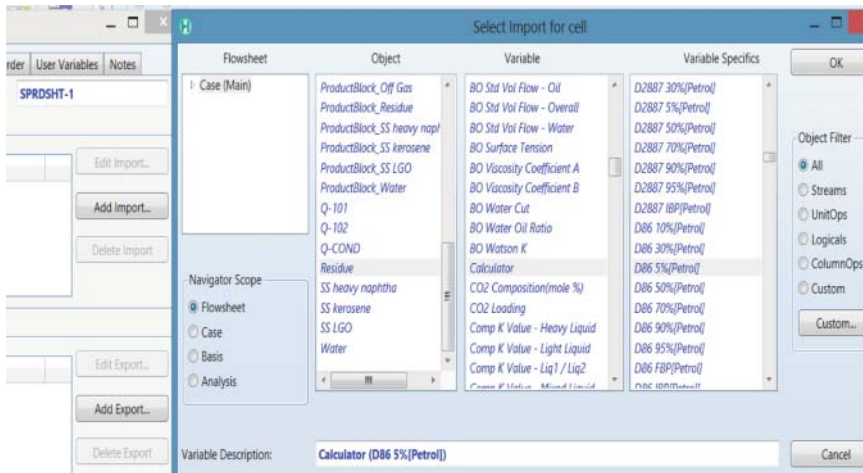 Select Import for cell
rder User Variables Notes
SPRDSHT-1
Edit Import...
Add Import...
Delete Import
Edit Export...
Add Export...
Delete Export
Flowsheet
Case (Main)
Navigator Scope
Flowsheet
Case
Basis
Analysis
Object
ProductBlock_Off Gas
ProductBlock_Residue
ProductBlock_SS heavy napl
ProductBlock_SS kerosene
ProductBlock_SS LGO
ProductBlock_Water
Q-101
Q-102
Q-COND
Residue
SS heavy naphtha
SS kerosene
SS LGO
Water
Variable
BO Std Vol Flow - Oil
BO Std Vol Flow - Overall
BO Std Vol Flow - Water
BO Surface Tension
BO Viscosity Coefficient A
BO Viscosity Coefficient B
BO Water Cut
BO Water Oil Ratio
BO Watson K
Calculator
CO2 Composition(mole %)
CO2 Loading
Comp K Value - Heavy Liquid
Comp K Value - Light Liquid
Comp K Value - Liq1 / Liq2
Comp K Value - Mixed Liquid
Variable Specifics
D2887 30%[Petrol]
D2887 5%[Petrol]
D2887 50%[Petrol]
D2887 70%[Petrol]
D2887 90%[Petrol]
D2887 95%[Petrol]
D2887 IBP[Petrol]
D86 10%[Petrol]
D86 30%[Petrol]
D86 5%[Petrol]
D86 50%[Petrol]
D86 70%[Petrol]
D86 90%[Petrol]
D86 95%[Petrol]
D86 FBP[Petrol]
D86 IBP[Petrol]
OK
Object Filter
All
Streams
UnitOps
Logicals
ColumnOps
Custom
Custom...
Variable Description:
Calculator (D86 5%[Petrol])
Cancel